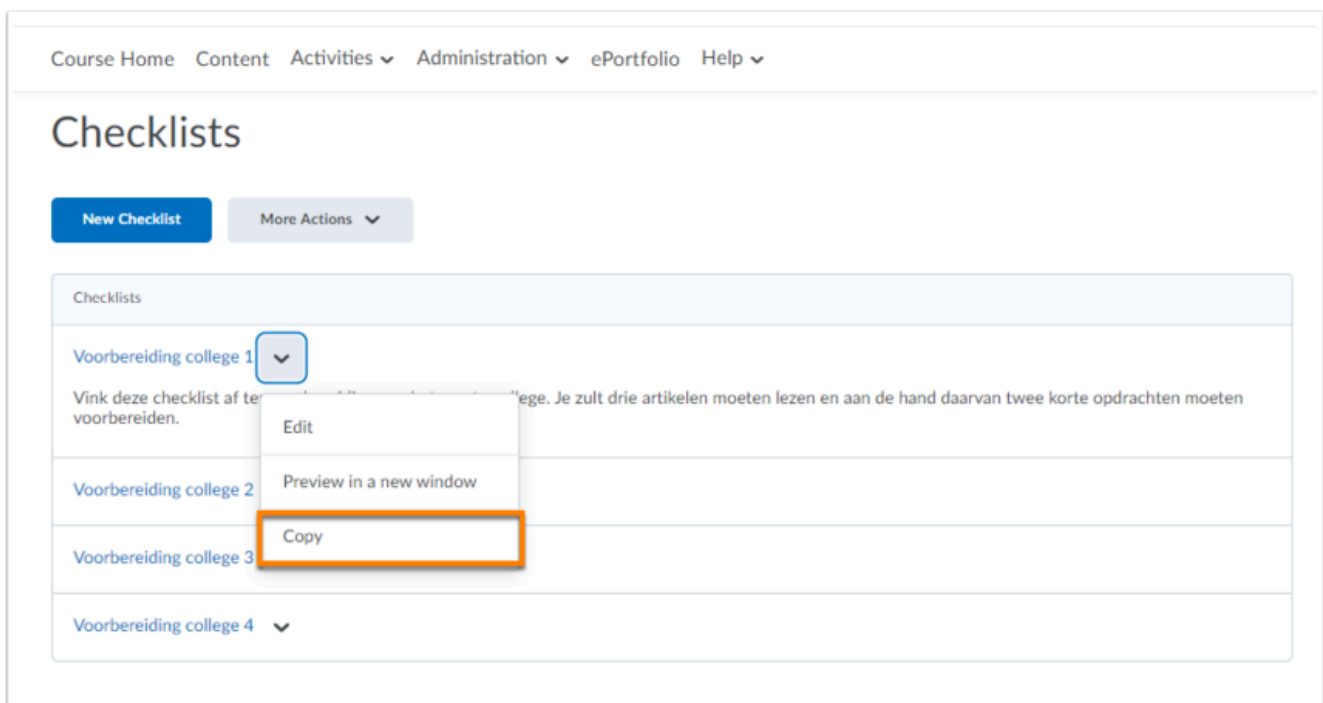 Course Home Content Activities Administration ePortfolio Help
Checklists
New Checklist More Actions
Checklists
Voorbereiding college 1
Vink deze checklist af
ege. Je zult drie artikelen moeten lezen en aan de hand daarvan twee korte opdrachten moeten
voorbereiden.
Edit
Preview in a new window
Copy
Voorbereiding college 2
Voorbereiding college 3
Voorbereiding college 4